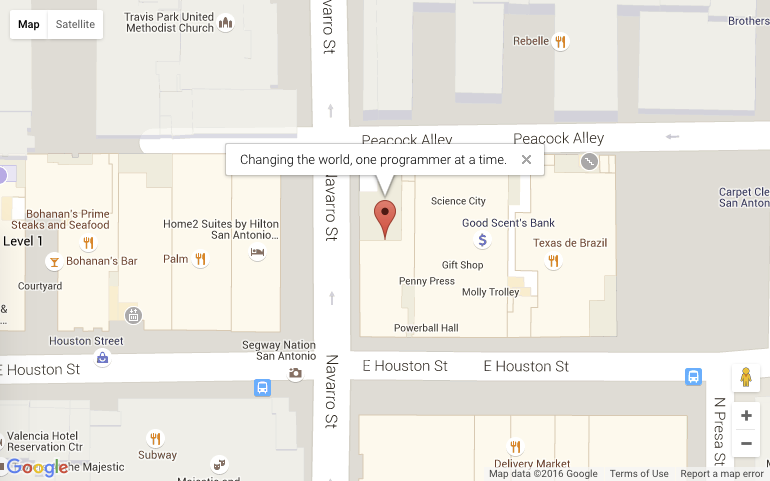 Map
Satellite
Travis Park United
Methodist Church
Navarro St
Rebelle
Brothers
Peacock Alley
Peacock Alley
Changing the world, one programmer at a time.
Navarro St
Science City
Carpet Cle
San Anton
Bohanan's Prime
Steaks and Seafood
Home2 Suites by Hilton
San Antonio...
Good Scent's Bank
Level 1
Texas de Brazil
Bohanan's Bar
Palm
Gift Shop
Courtyard
Penny Press
Molly Trolley
&
s...
Powerball Hall
Houston Street
Segway Nation
San Antonio
E Houston St
E Houston St
E Houston St
Navarro St
N Presa St
Valencia Hotel
Reservation Ctr
Subway
Delivery Market
Google
he Majestic
Majestic and
Map data ©2016 Google
Terms of Use
Report a map error